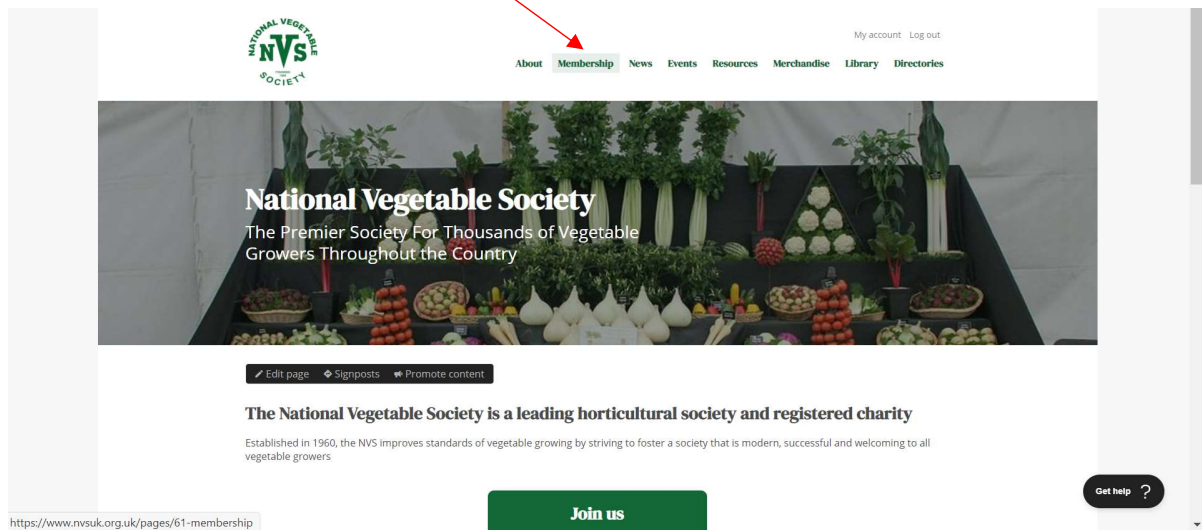 NATIONAL VEGETABLE
NVS
SOCIETY
My account Log out
About Membership News Events Resources Merchandise Library Directories
National Vegetable Society
The Premier Society For Thousands of Vegetable
Growers Throughout the Country
Edit page Signposts Promote content
The National Vegetable Society is a leading horticultural society and registered charity
Established in 1960, the NVS improves standards of vegetable growing by striving to foster a society that is modern, successful and welcoming to all
vegetable growers
Join us
Get help ?
https://www.nvsuk.org.uk/pages/61-membership